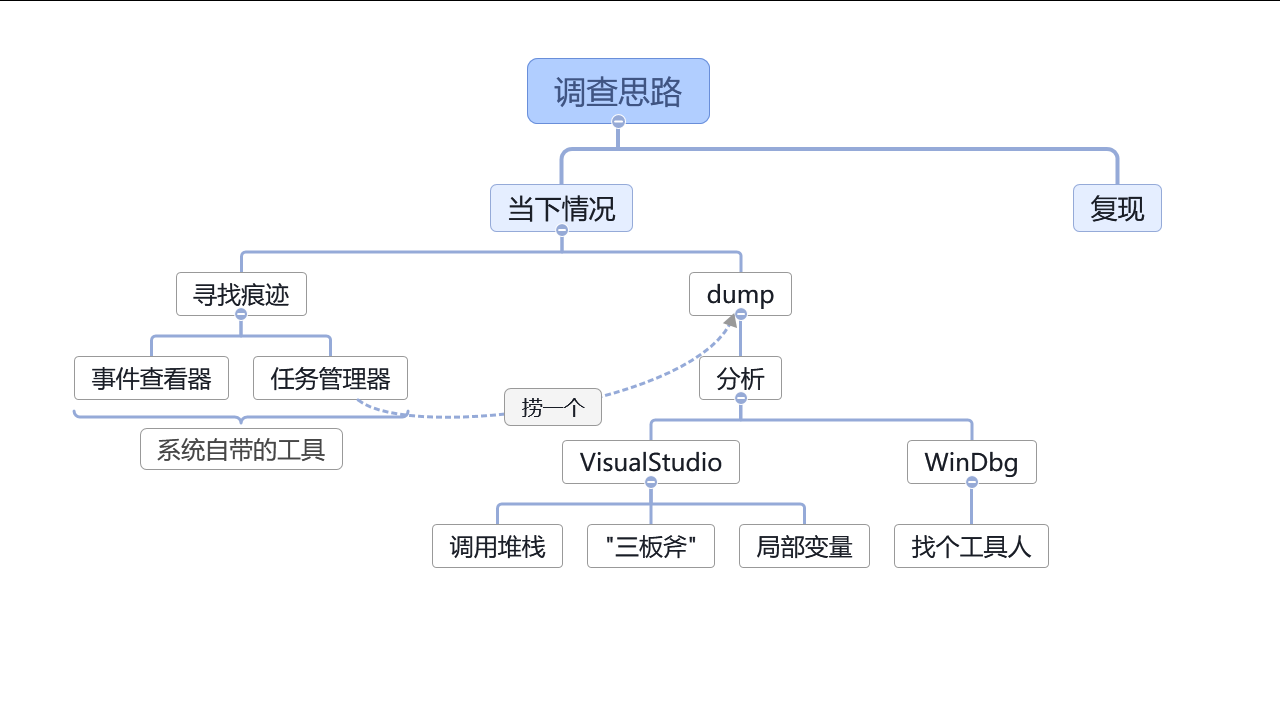 调查思路
当下情况
复现
寻找痕迹
dump
事件查看器
任务管理器
分析
捞一个
系统自带的工具
VisualStudio
WinDbg
调用堆栈
"三板斧"
局部变量
找个工具人